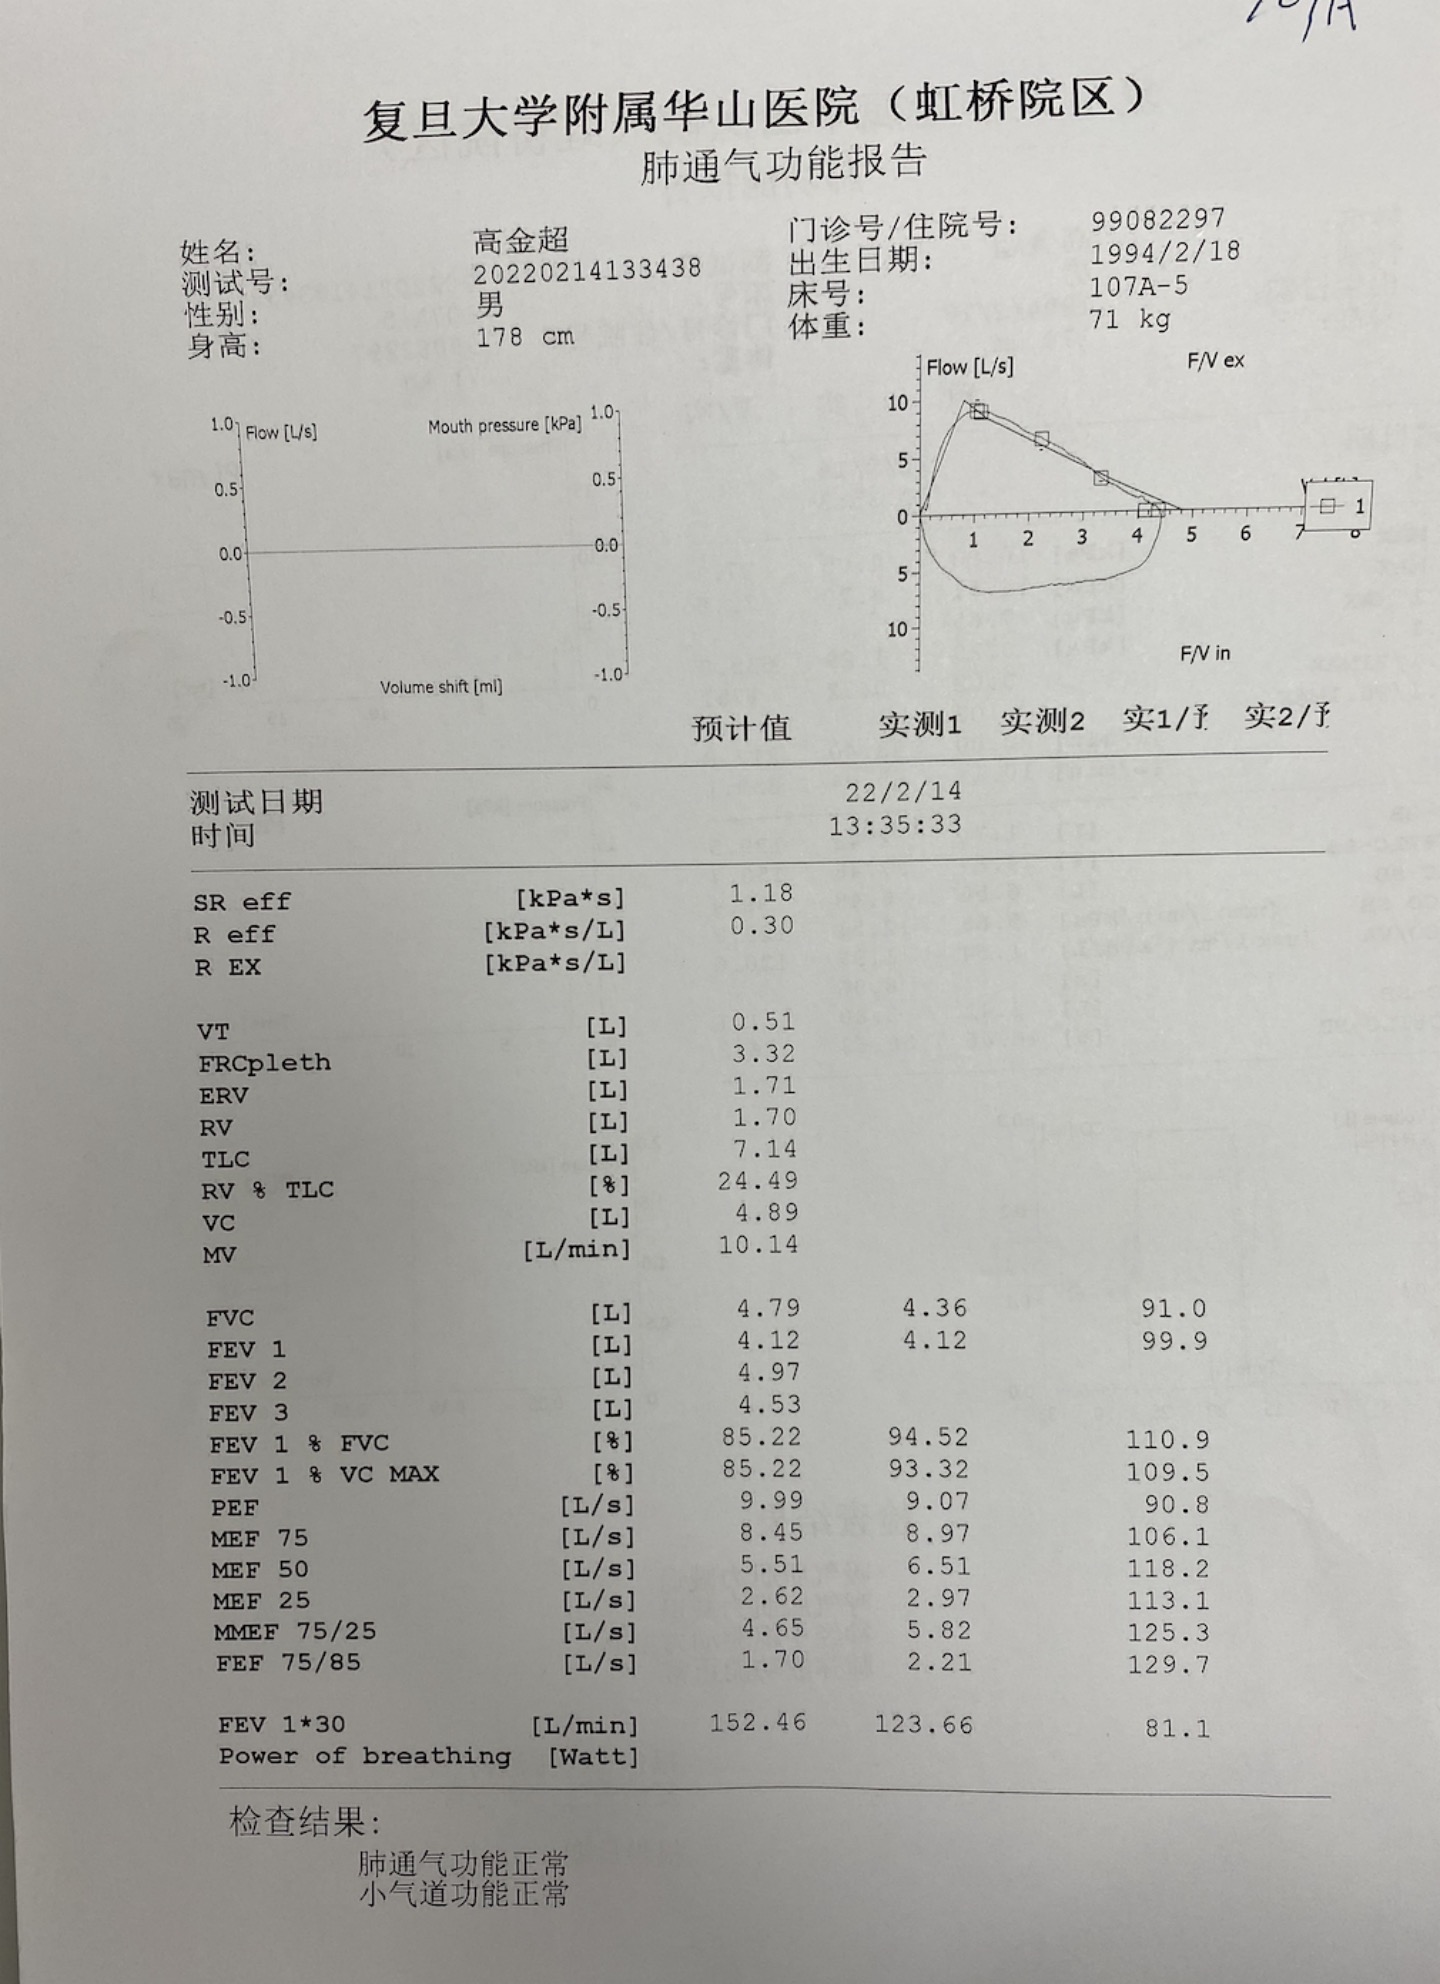 复旦大学附属华山医院（虹桥院区）
肺通气功能报告
姓名: 高金超 门诊号/住院号: 99082297
测试号: 20220214133438 出生日期: 1994/2/18
性别: 男 床号: 107A-5
身高: 178 cm 体重: 71 kg
1.0 Flow [L/s] Mouth pressure [kPa] 1.0
0.5 0.5
0.0 0.0
-0.5 -0.5
-1.0 -1.0
Volume shift [ml]
Flow [L/s] F/V ex
10
5
0
1 2 3 4 5 6 7 8
1
5
10
F/V in
预计值 实测1 实测2 实1/预 实2/预
测试日期 22/2/14
时间 13:35:33
SR eff [kPa*s] 1.18
R eff [kPa*s/L] 0.30
R EX [kPa*s/L]
VT [L] 0.51
FRCpleth [L] 3.32
ERV [L] 1.71
RV [L] 1.70
TLC [L] 7.14
RV % TLC [%] 24.49
VC [L] 4.89
MV [L/min] 10.14
FVC [L] 4.79 4.36 91.0
FEV 1 [L] 4.12 4.12 99.9
FEV 2 [L] 4.97
FEV 3 [L] 4.53
FEV 1 % FVC [%] 85.22 94.52 110.9
FEV 1 % VC MAX [%] 85.22 93.32 109.5
PEF [L/s] 9.99 9.07 90.8
MEF 75 [L/s] 8.45 8.97 106.1
MEF 50 [L/s] 5.51 6.51 118.2
MEF 25 [L/s] 2.62 2.97 113.1
MMEF 75/25 [L/s] 4.65 5.82 125.3
FEF 75/85 [L/s] 1.70 2.21 129.7
FEV 1*30 [L/min] 152.46 123.66 81.1
Power of breathing [Watt]
检查结果:
肺通气功能正常
小气道功能正常